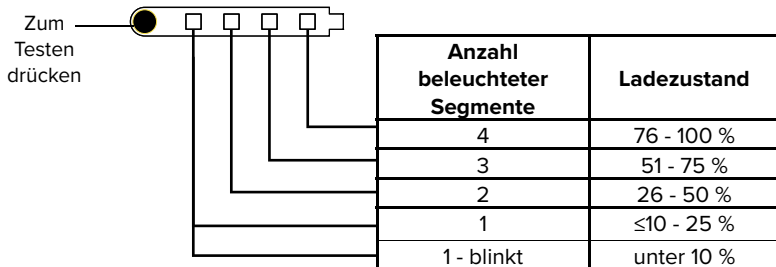 Zum
Testen
drücken
Anzahl
beleuchteter
Segmente
Ladezustand
4 76 - 100 %
3 51 - 75 %
2 26 - 50 %
1 ≤10 - 25 %
1 - blinkt unter 10 %